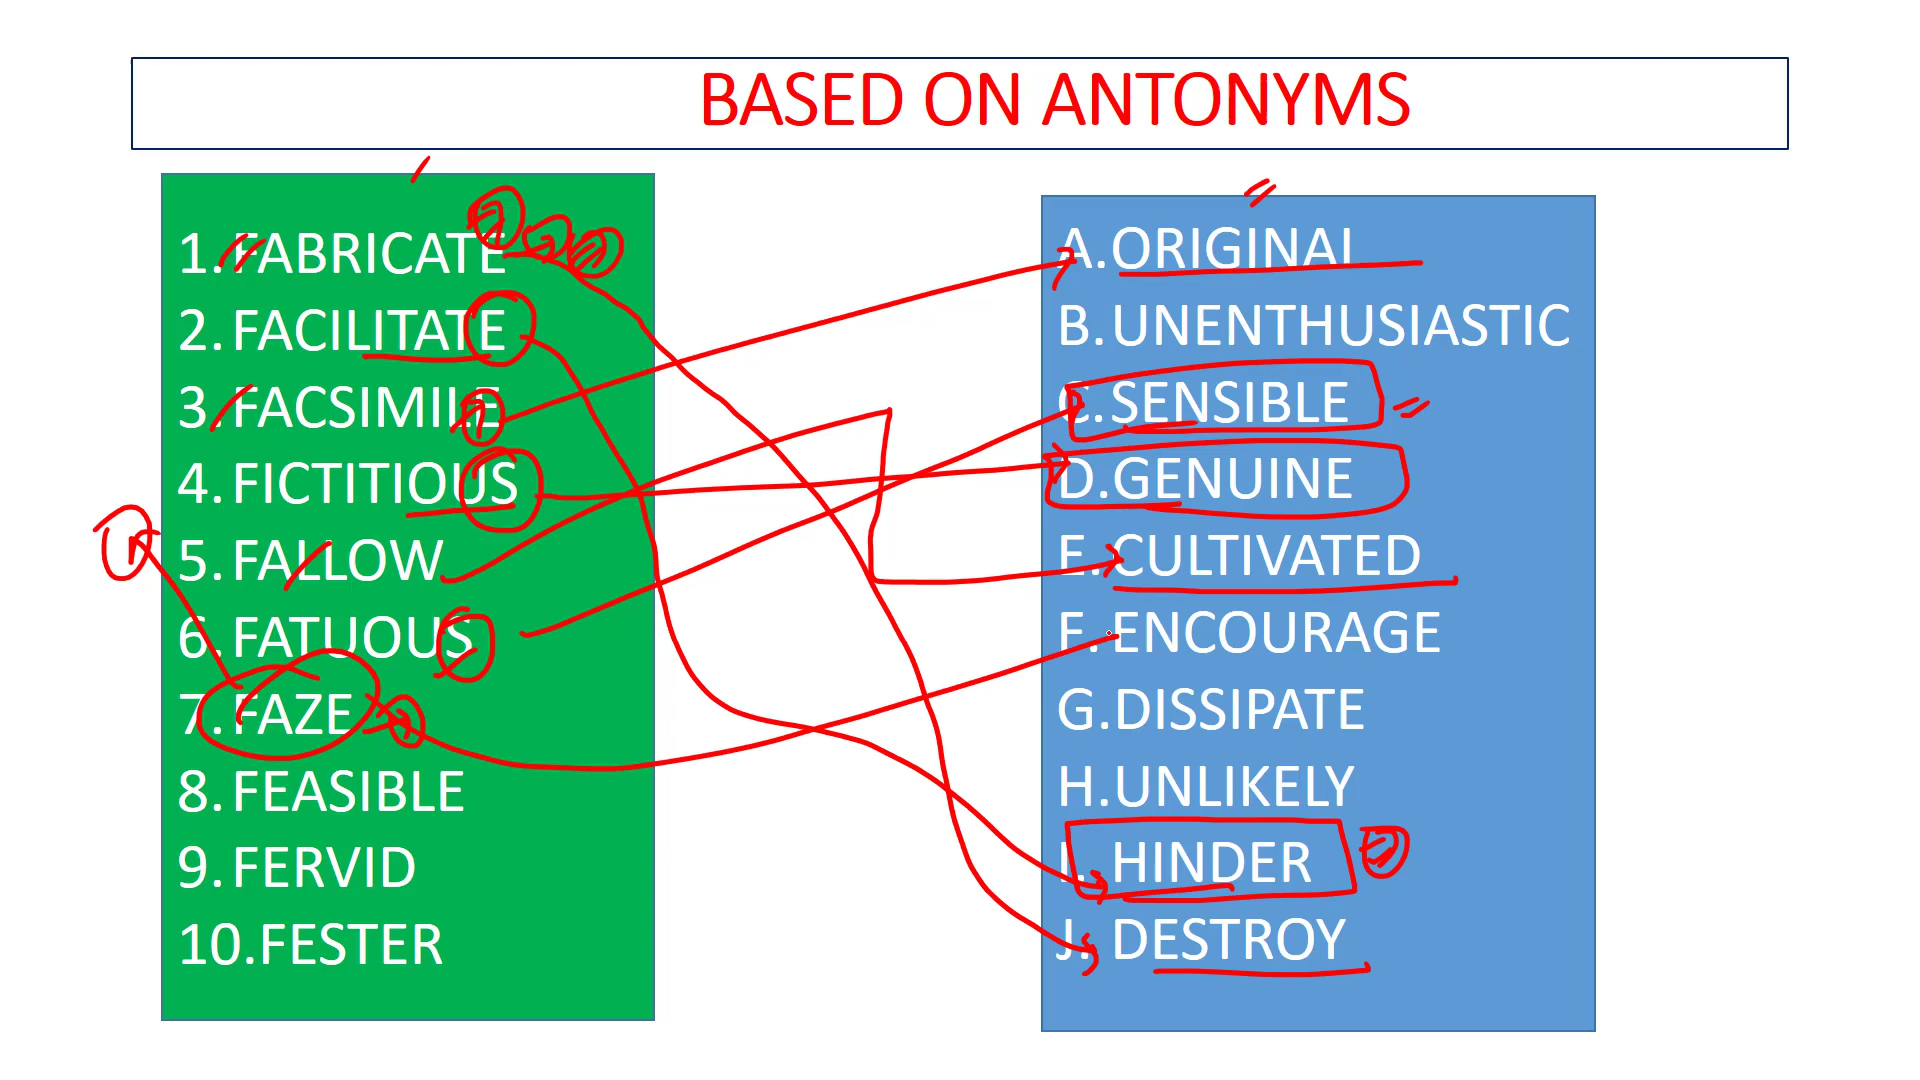 BASED ON ANTONYMS
1. FABRICATE
2. FACILITATE
3. FACSIMILE
4. FICTITIOUS
5. FALLOW
6. FATUOUS
7. FAZE
8. FEASIBLE
9. FERVID
10. FESTER
A. ORIGINAL
B. UNENTHUSIASTIC
C. SENSIBLE
D. GENUINE
E. CULTIVATED
F. ENCOURAGE
G. DISSIPATE
H. UNLIKELY
I. HINDER
J. DESTROY